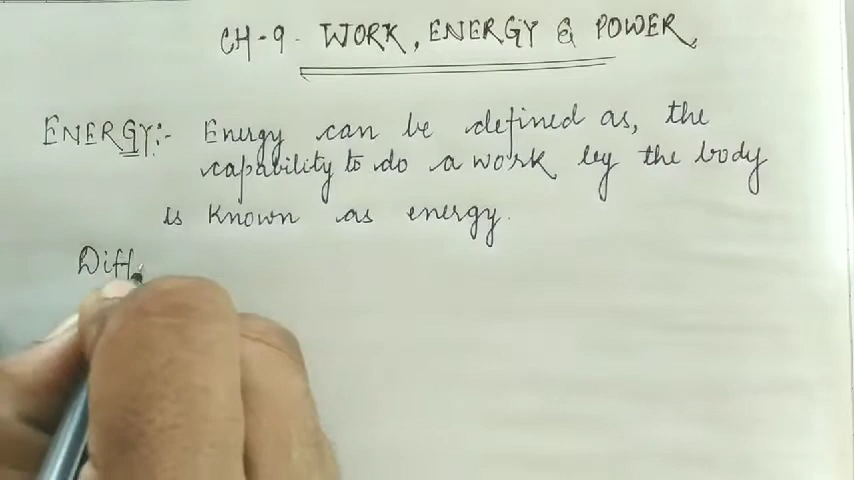 CH-9- WORK, ENERGY & POWER
ENERGY:- Energy can be defined as, the
capability to do a work by the body
is known as energy.
Diff